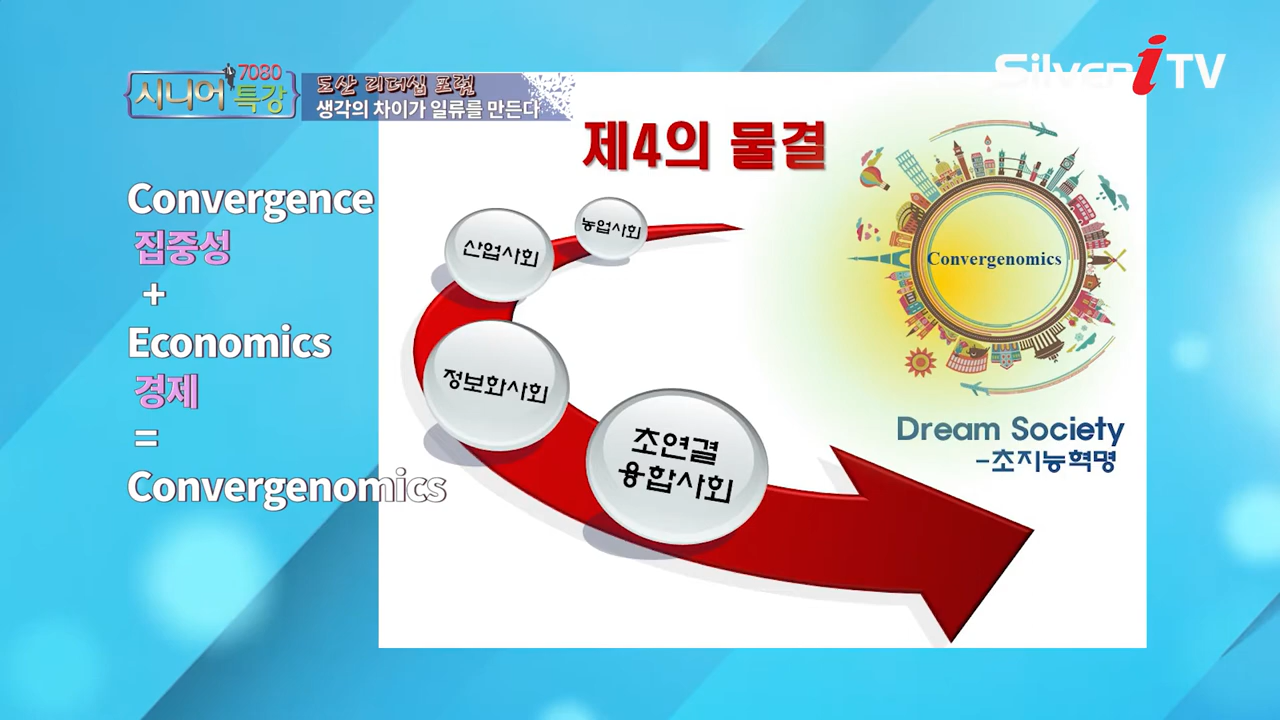 시니어 7080 특강
도산 리더십 포럼
생각의 차이가 일류를 만든다
Silver i TV
Convergence
집중성
+
Economics
경제
=
Convergenomics
제4의 물결
농업사회
산업사회
정보화사회
초연결
융합사회
Convergenomics
Dream Society
-초지능혁명